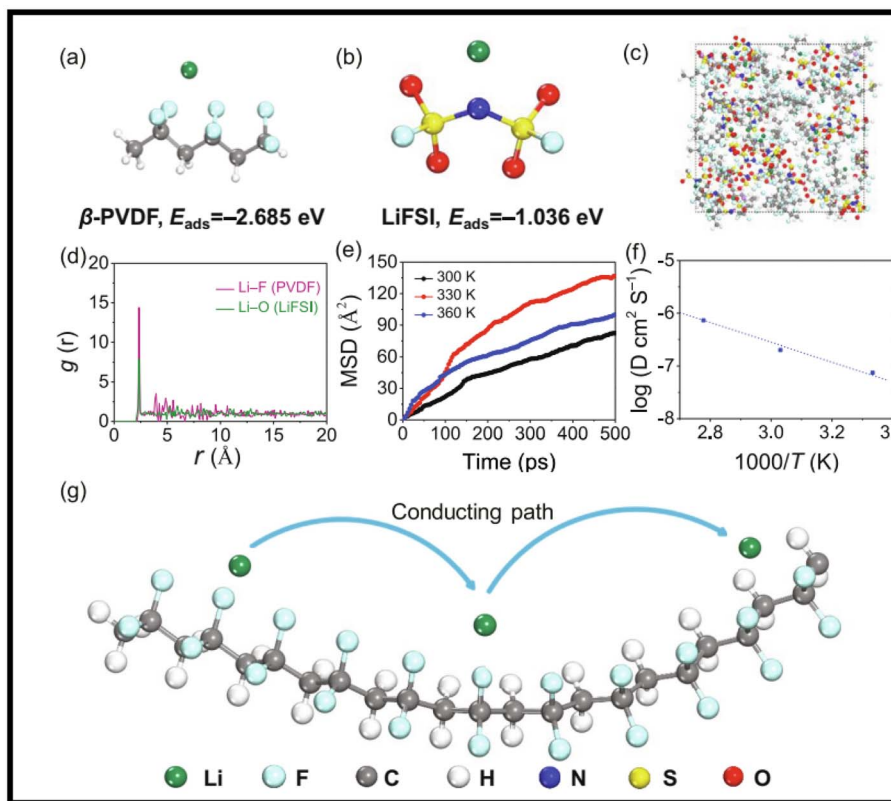 (a)
(b)
(c)
β-PVDF, Eads=−2.685 eV
LiFSI, Eads=−1.036 eV
(d)
20
15
10
5
0
g (r)
Li–F (PVDF)
Li–O (LiFSI)
0 5 10 15 20
r (Å)
(e)
150
120
90
60
30
0
MSD (Å²)
300 K
330 K
360 K
0 100 200 300 400 500
Time (ps)
(f)
-5
-6
-7
-8
log (D cm² S⁻¹)
2.8 3.0 3.2 3.
1000/T (K)
(g)
Conducting path
Li F C H N S O